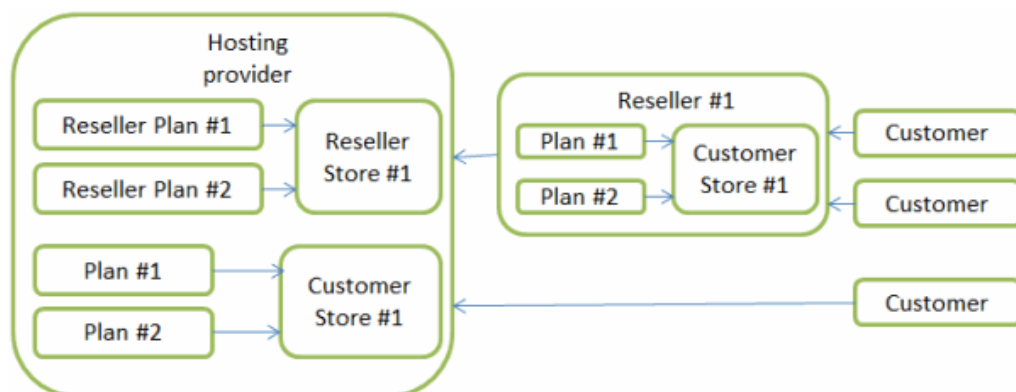 Hosting
provider
Reseller Plan #1
Reseller Plan #2
Reseller
Store #1
Plan #1
Plan #2
Customer
Store #1
Reseller #1
Plan #1
Plan #2
Customer
Store #1
Customer
Customer
Customer